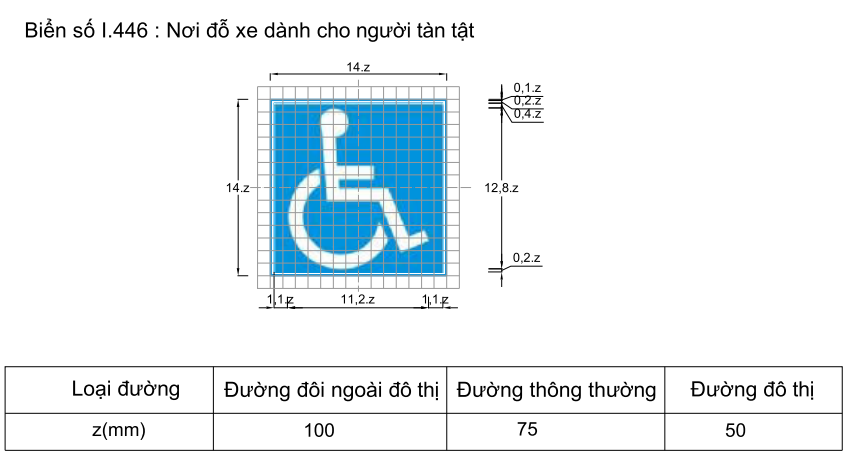 Biển số I.446 : Nơi đỗ xe dành cho người tàn tật
14.z
0,1.z
0,2.z
0,4.z
14.z
12,8.z
0,2.z
1,1.z 11,2.z 1,1.z
Loại đường Đường đôi ngoài đô thị Đường thông thường Đường đô thị
z(mm) 100 75 50